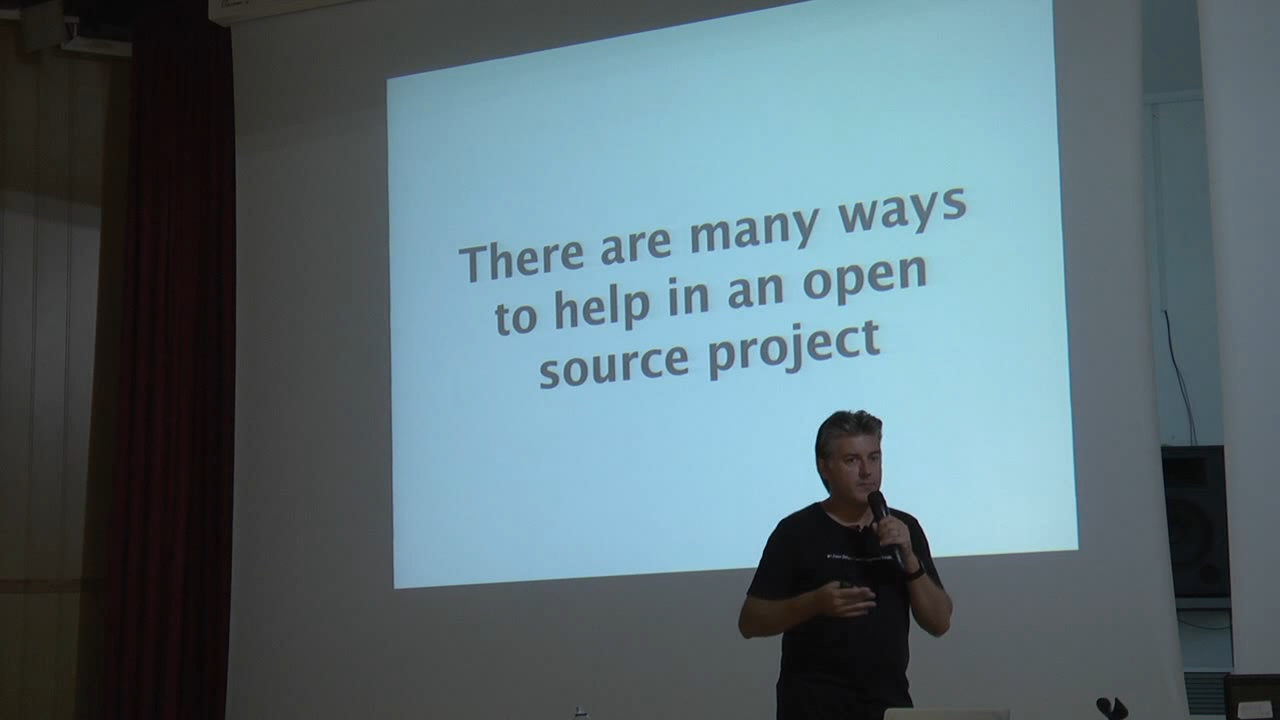 There are many ways
to help in an open
source project